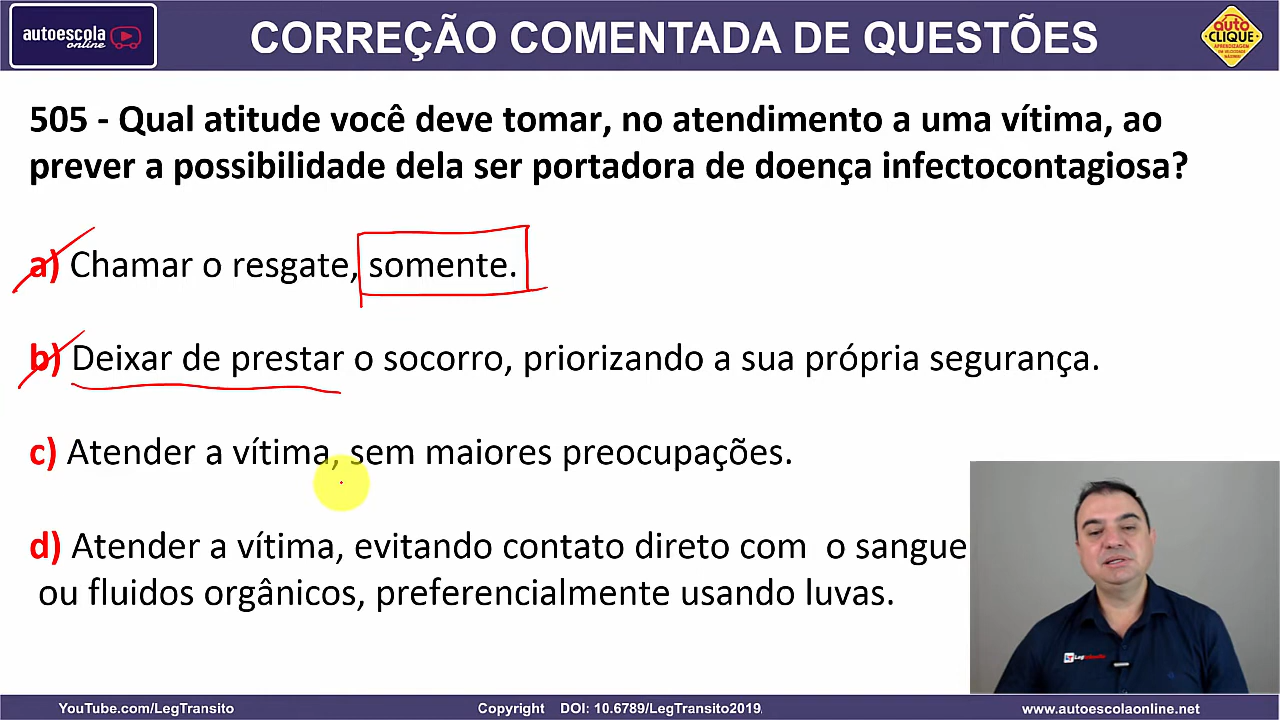 autoescola
online
CORREÇÃO COMENTADA DE QUESTÕES
auto
CLIQUE
505 - Qual atitude você deve tomar, no atendimento a uma vítima, ao
prever a possibilidade dela ser portadora de doença infectocontagiosa?
a) Chamar o resgate, somente.
b) Deixar de prestar o socorro, priorizando a sua própria segurança.
c) Atender a vítima, sem maiores preocupações.
d) Atender a vítima, evitando contato direto com  o sangue
ou fluidos orgânicos, preferencialmente usando luvas.
YouTube.com/LegTransito
Copyright DOI: 10.6789/LegTransito2019
www.autoescolaonline.net